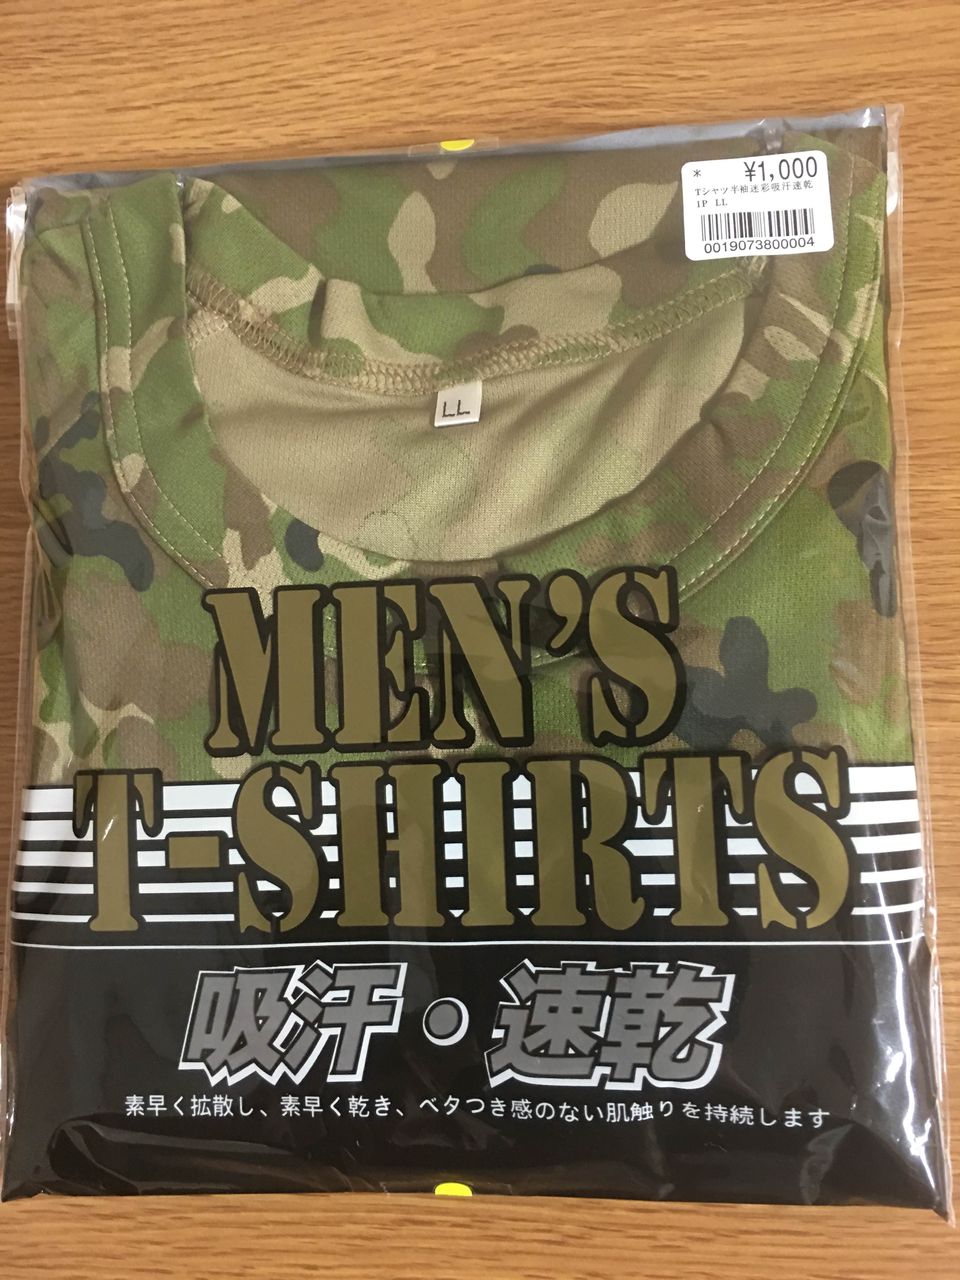 * ¥1,000
Tシャツ半袖迷彩吸汗速乾
1P LL
0019073800004
LL
MEN'S
T-SHIRTS
吸汗・速乾
素早く拡散し、素早く乾き、ベタつき感のない肌触りを持続します